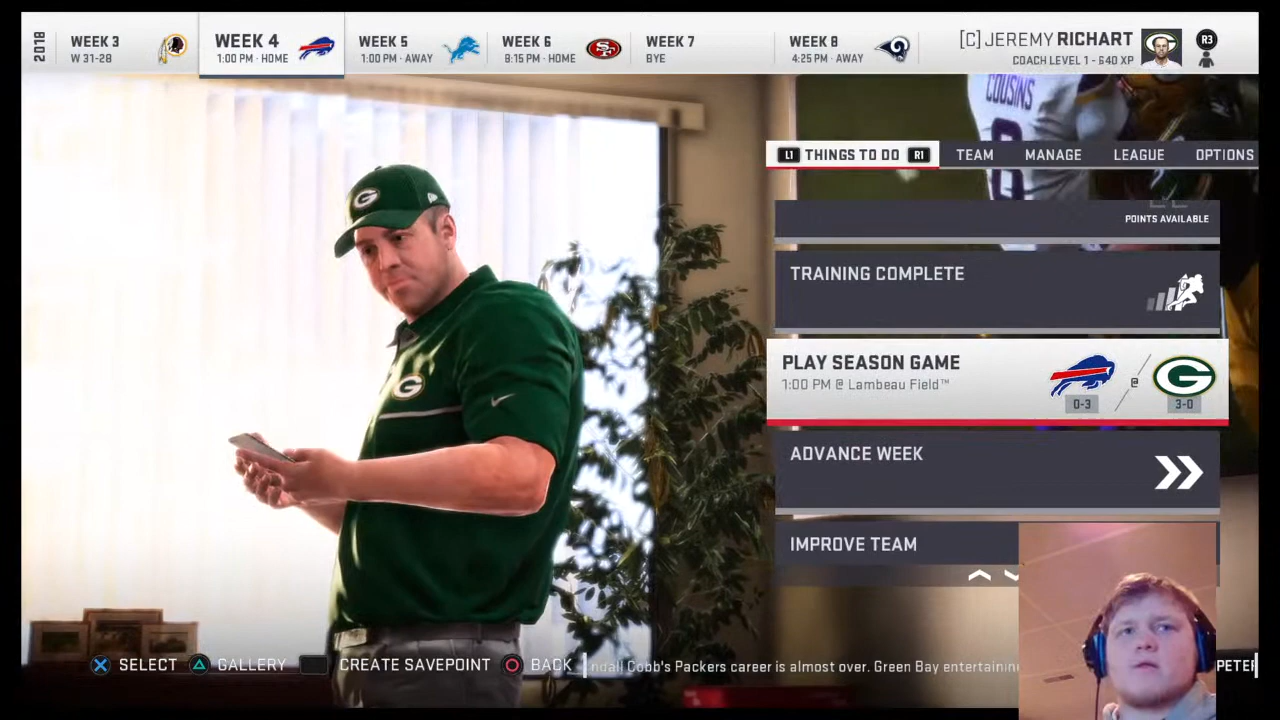 2018
WEEK 3
W 31-28
WEEK 4
1:00 PM · HOME
WEEK 5
1:00 PM · AWAY
WEEK 6
8:15 PM · HOME
WEEK 7
BYE
WEEK 8
4:25 PM · AWAY
[C] JEREMY RICHART
COACH LEVEL 1 - 640 XP
R3
COUSINS
L1 THINGS TO DO R1 TEAM MANAGE LEAGUE OPTIONS
POINTS AVAILABLE
TRAINING COMPLETE
PLAY SEASON GAME
1:00 PM @ Lambeau Field™
@
0-3 3-0
ADVANCE WEEK
IMPROVE TEAM
SELECT GALLERY CREATE SAVEPOINT BACK
ndall Cobb's Packers career is almost over. Green Bay entertainin
PETER